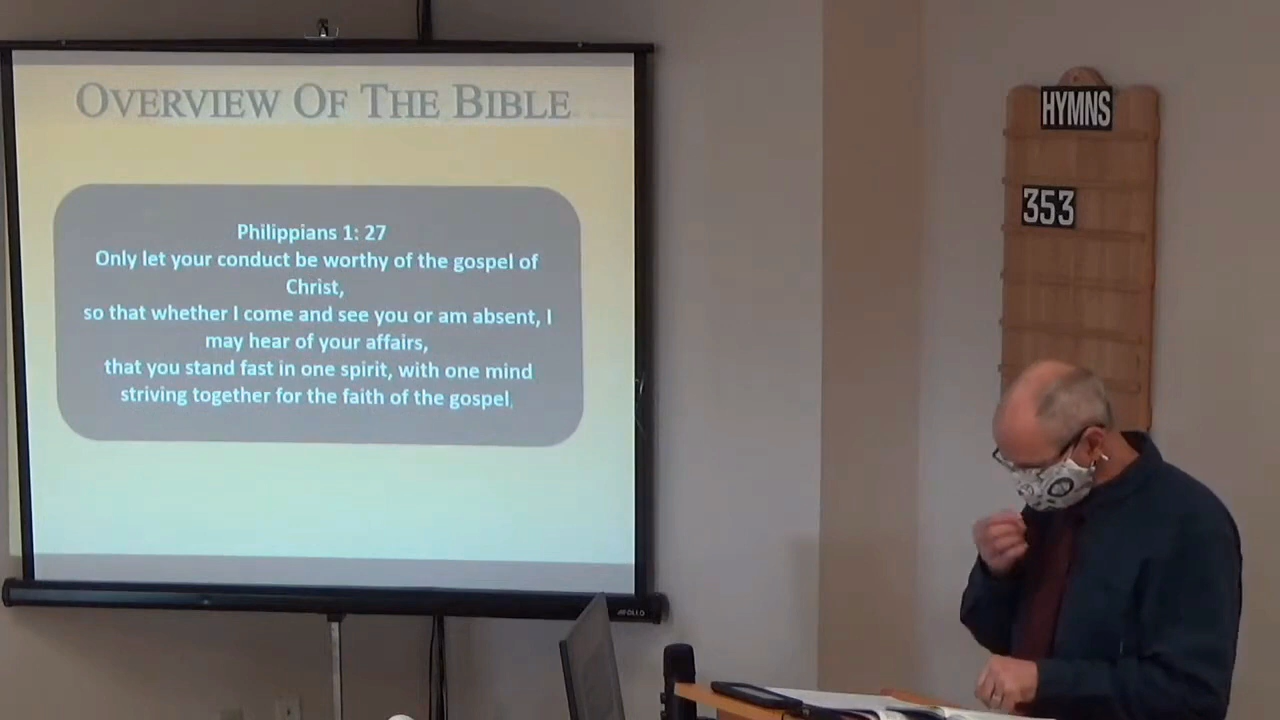 OVERVIEW OF THE BIBLE
Philippians 1: 27
Only let your conduct be worthy of the gospel of
Christ,
so that whether I come and see you or am absent, I
may hear of your affairs,
that you stand fast in one spirit, with one mind
striving together for the faith of the gospel,
APOLLO
HYMNS
353